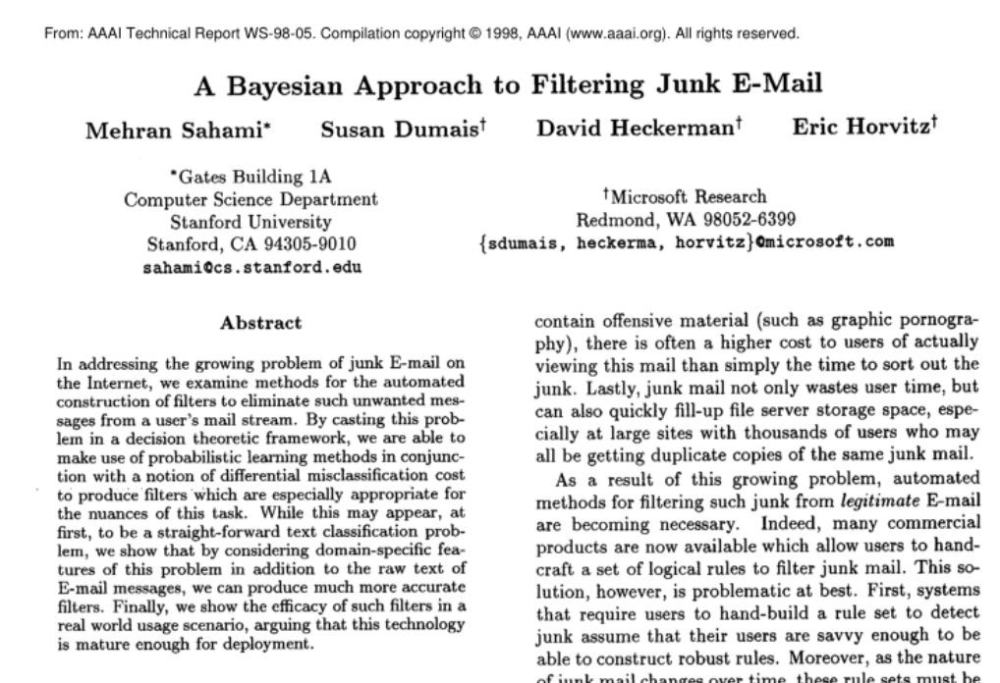 From: AAAI Technical Report WS-98-05. Compilation copyright © 1998, AAAI (www.aaai.org). All rights reserved.
A Bayesian Approach to Filtering Junk E-Mail
Mehran Sahami* Susan Dumais† David Heckerman† Eric Horvitz†
*Gates Building 1A
Computer Science Department
Stanford University
Stanford, CA 94305-9010
sahami@cs.stanford.edu
†Microsoft Research
Redmond, WA 98052-6399
{sdumais, heckerma, horvitz}@microsoft.com
Abstract
In addressing the growing problem of junk E-mail on
the Internet, we examine methods for the automated
construction of filters to eliminate such unwanted mes-
sages from a user's mail stream. By casting this prob-
lem in a decision theoretic framework, we are able to
make use of probabilistic learning methods in conjunc-
tion with a notion of differential misclassification cost
to produce filters which are especially appropriate for
the nuances of this task. While this may appear, at
first, to be a straight-forward text classification prob-
lem, we show that by considering domain-specific fea-
tures of this problem in addition to the raw text of
E-mail messages, we can produce much more accurate
filters. Finally, we show the efficacy of such filters in a
real world usage scenario, arguing that this technology
is mature enough for deployment.
contain offensive material (such as graphic pornogra-
phy), there is often a higher cost to users of actually
viewing this mail than simply the time to sort out the
junk. Lastly, junk mail not only wastes user time, but
can also quickly fill-up file server storage space, espe-
cially at large sites with thousands of users who may
all be getting duplicate copies of the same junk mail.
As a result of this growing problem, automated
methods for filtering such junk from legitimate E-mail
are becoming necessary. Indeed, many commercial
products are now available which allow users to hand-
craft a set of logical rules to filter junk mail. This so-
lution, however, is problematic at best. First, systems
that require users to hand-build a rule set to detect
junk assume that their users are savvy enough to be
able to construct robust rules. Moreover, as the nature
of junk mail changes over time, these rule sets must be